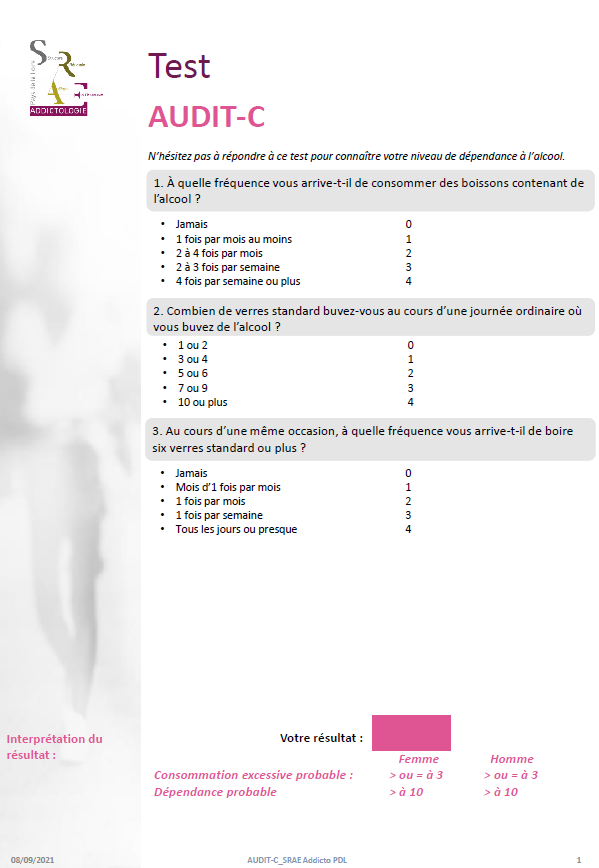 Pays de la Loire
S R A E
ADDICTOLOGIE
Test
AUDIT-C
N'hésitez pas à répondre à ce test pour connaître votre niveau de dépendance à l'alcool.
1. À quelle fréquence vous arrive-t-il de consommer des boissons contenant de
l'alcool ?
• Jamais 0
• 1 fois par mois au moins 1
• 2 à 4 fois par mois 2
• 2 à 3 fois par semaine 3
• 4 fois par semaine ou plus 4
2. Combien de verres standard buvez-vous au cours d'une journée ordinaire où
vous buvez de l'alcool ?
• 1 ou 2 0
• 3 ou 4 1
• 5 ou 6 2
• 7 ou 9 3
• 10 ou plus 4
3. Au cours d'une même occasion, à quelle fréquence vous arrive-t-il de boire
six verres standard ou plus ?
• Jamais 0
• Mois d'1 fois par mois 1
• 1 fois par mois 2
• 1 fois par semaine 3
• Tous les jours ou presque 4
Interprétation du
résultat :
Votre résultat :
Femme Homme
Consommation excessive probable : > ou = à 3 > ou = à 3
Dépendance probable > à 10 > à 10
08/09/2021 AUDIT-C_SRAE Addicto PDL 1